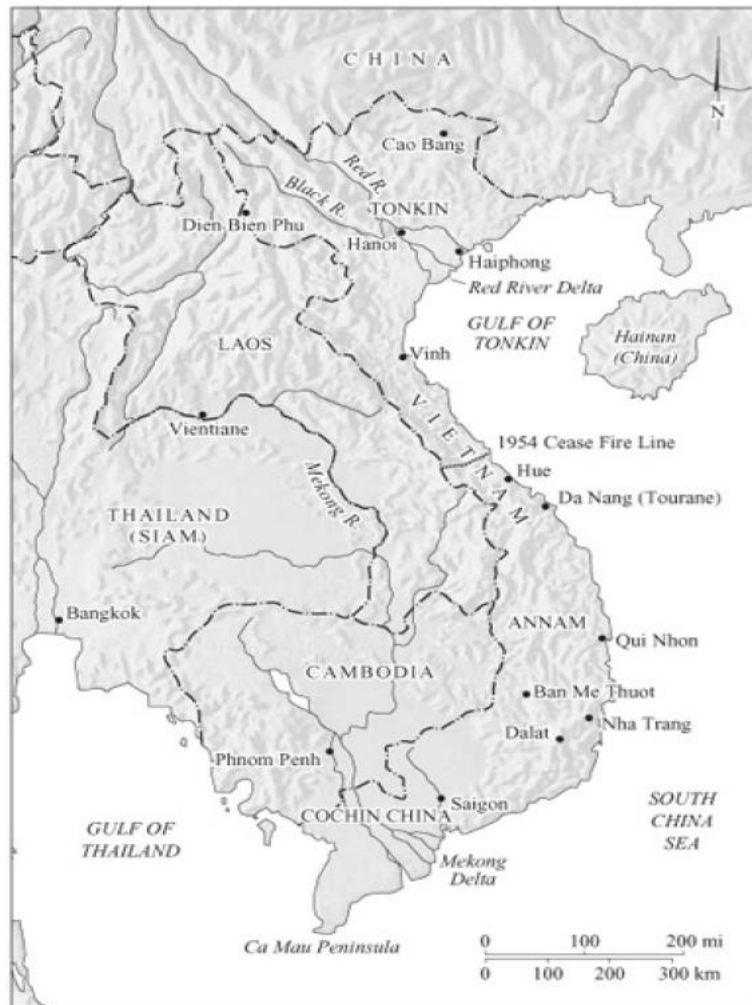 CHINA
N
Cao Bang
Red R.
Black R.
TONKIN
Dien Bien Phu
Hanoi
Haiphong
Red River Delta
GULF OF
TONKIN
Hainan
(China)
LAOS
Vinh
VIETNAM
Vientiane
1954 Cease Fire Line
Hue
Mekong R.
Da Nang (Tourane)
THAILAND
(SIAM)
Bangkok
ANNAM
Qui Nhon
CAMBODIA
Ban Me Thuot
Nha Trang
Dalat
Phnom Penh
COCHIN CHINA
Saigon
SOUTH
CHINA
SEA
GULF OF
THAILAND
Mekong
Delta
Ca Mau Peninsula
0 100 200 mi
0 100 200 300 km